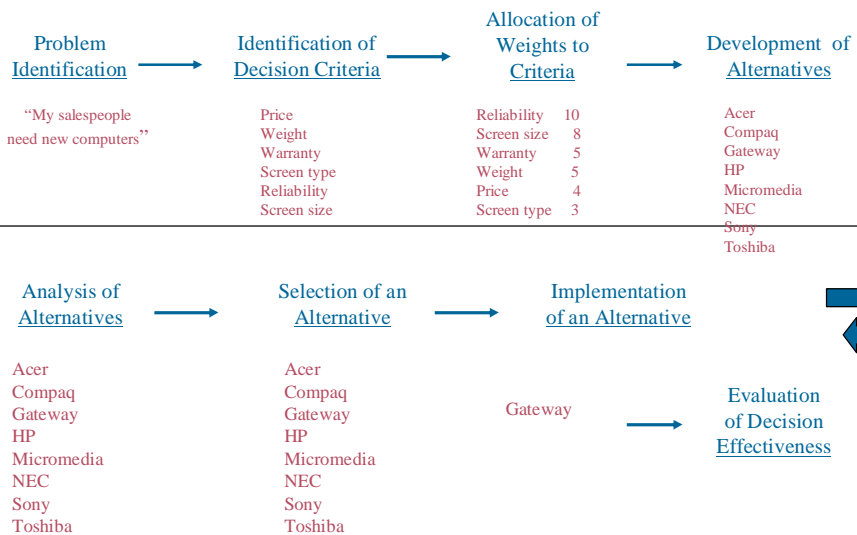 Problem
Identification
“My salespeople
need new computers”
Identification of
Decision Criteria
Price
Weight
Warranty
Screen type
Reliability
Screen size
Allocation of
Weights to
Criteria
Reliability 10
Screen size 8
Warranty 5
Weight 5
Price 4
Screen type 3
Development of
Alternatives
Acer
Compaq
Gateway
HP
Micromedia
NEC
Sony
Toshiba
Analysis of
Alternatives
Acer
Compaq
Gateway
HP
Micromedia
NEC
Sony
Toshiba
Selection of an
Alternative
Acer
Compaq
Gateway
HP
Micromedia
NEC
Sony
Toshiba
Implementation
of an Alternative
Gateway
Evaluation
of Decision
Effectiveness